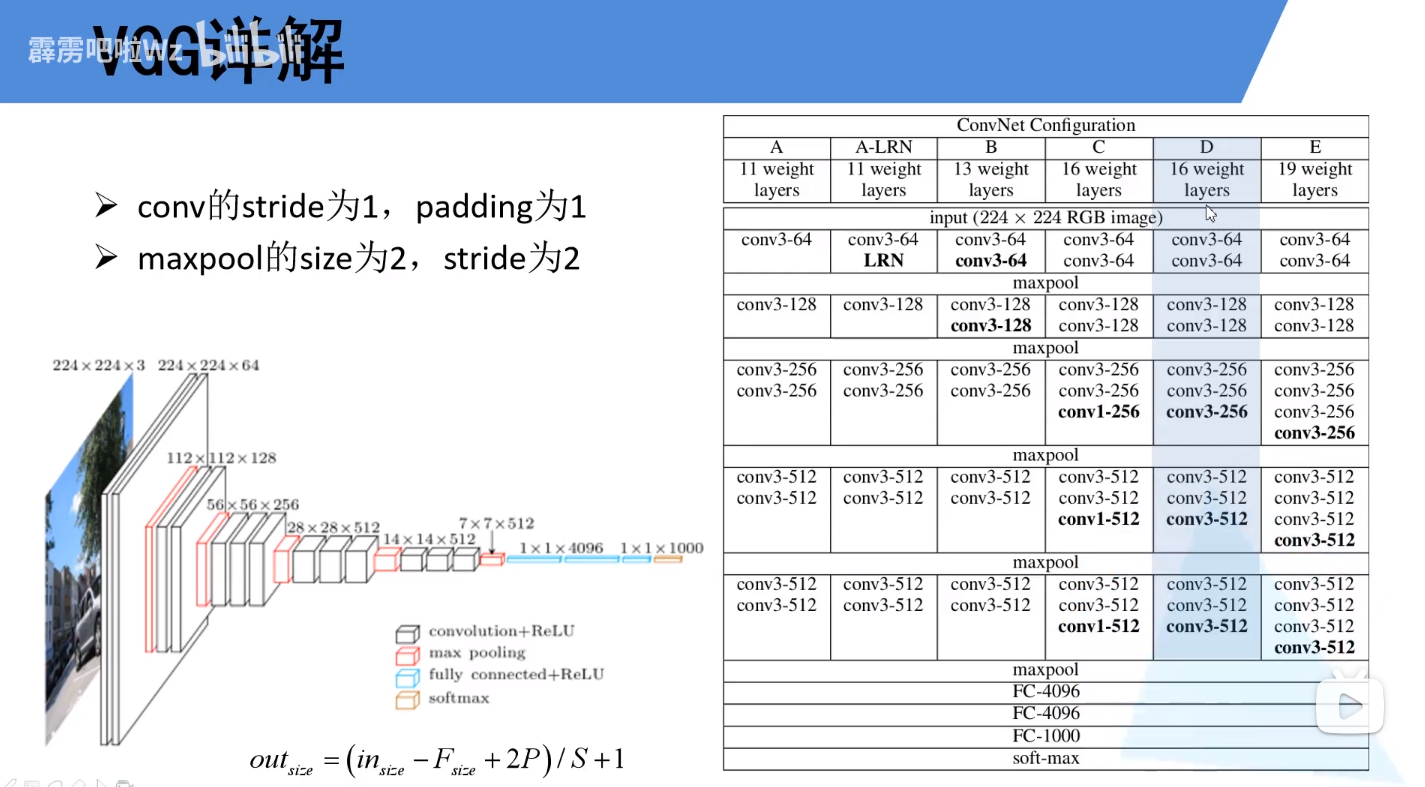 VGG详解
霹雳吧啦Wz bilibili
➢ conv的stride为1，padding为1
➢ maxpool的size为2，stride为2
224×224×3 224×224×64
112×112×128
56×56×256
28×28×512
14×14×512
7×7×512
1×1×4096 1×1×1000
convolution+ReLU
max pooling
fully connected+ReLU
softmax
out_size = (in_size − F_size + 2P) / S + 1
ConvNet Configuration
A A-LRN B C D E
11 weight 11 weight 13 weight 16 weight 16 weight 19 weight
layers layers layers layers layers layers
input (224 × 224 RGB image)
conv3-64 conv3-64 conv3-64 conv3-64 conv3-64 conv3-64
LRN conv3-64 conv3-64 conv3-64 conv3-64
maxpool
conv3-128 conv3-128 conv3-128 conv3-128 conv3-128 conv3-128
conv3-128 conv3-128 conv3-128 conv3-128
maxpool
conv3-256 conv3-256 conv3-256 conv3-256 conv3-256 conv3-256
conv3-256 conv3-256 conv3-256 conv3-256 conv3-256 conv3-256
conv1-256 conv3-256 conv3-256
conv3-256
maxpool
conv3-512 conv3-512 conv3-512 conv3-512 conv3-512 conv3-512
conv3-512 conv3-512 conv3-512 conv3-512 conv3-512 conv3-512
conv1-512 conv3-512 conv3-512
conv3-512
maxpool
conv3-512 conv3-512 conv3-512 conv3-512 conv3-512 conv3-512
conv3-512 conv3-512 conv3-512 conv3-512 conv3-512 conv3-512
conv1-512 conv3-512 conv3-512
conv3-512
maxpool
FC-4096
FC-4096
FC-1000
soft-max